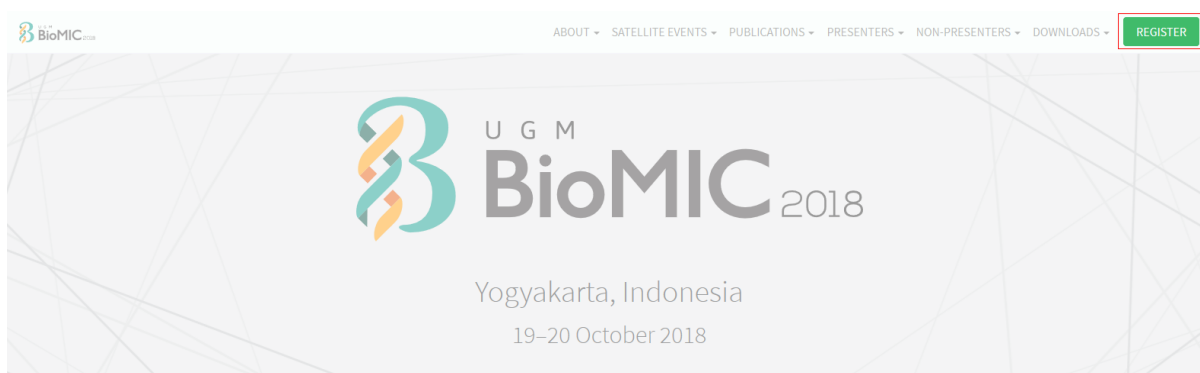 UGM
BioMIC 2018
ABOUT SATELLITE EVENTS PUBLICATIONS PRESENTERS NON-PRESENTERS DOWNLOADS REGISTER
UGM
BioMIC 2018
Yogyakarta, Indonesia
19–20 October 2018